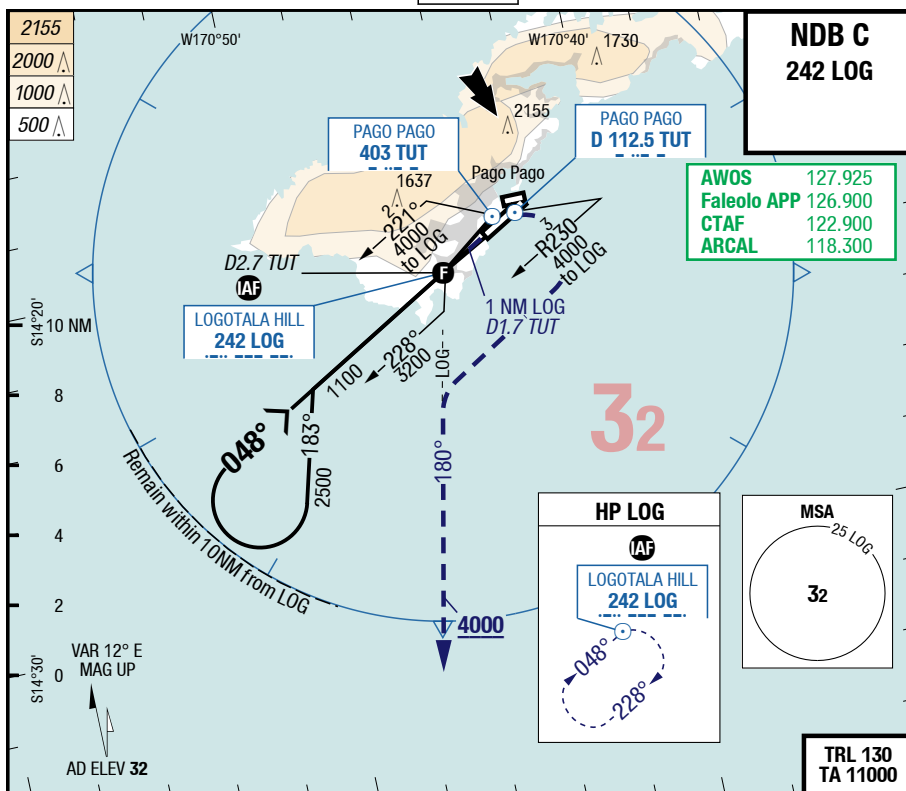 2155
2000
1000
500
W170°50'
W170°40'
1730
2155
1637
NDB C
242 LOG
PAGO PAGO
403 TUT
PAGO PAGO
D 112.5 TUT
Pago Pago
AWOS 127.925
Faleolo APP 126.900
CTAF 122.900
ARCAL 118.300
2
221°
4000
to LOG
3
R230
4000
to LOG
D2.7 TUT
IAF
F
LOGOTALA HILL
242 LOG
1 NM LOG
D1.7 TUT
S14°20'
10 NM
8
6
4
2
0
S14°30'
228°
3200
1100
LOG
048°
183°
2500
180°
32
Remain within 10NM from LOG
4000
HP LOG
IAF
LOGOTALA HILL
242 LOG
048°
228°
MSA
25 LOG
32
VAR 12° E
MAG UP
AD ELEV 32
TRL 130
TA 11000